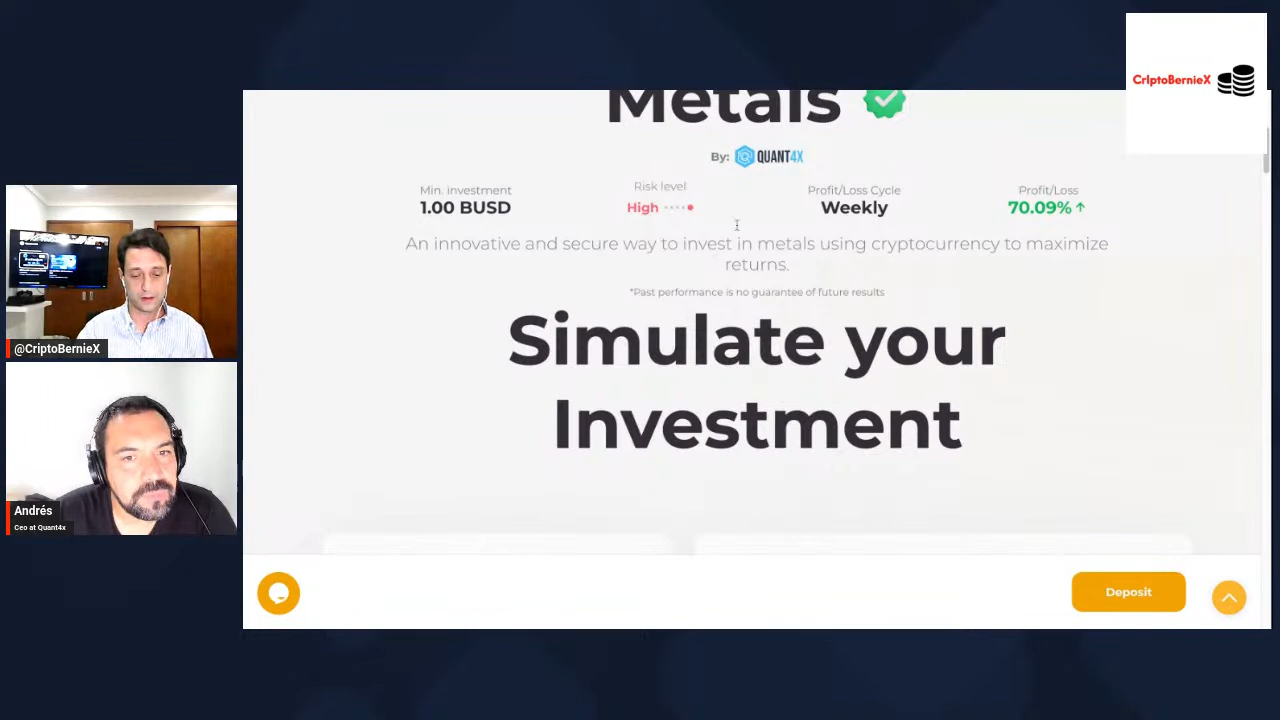 CrIptoBernieX
Metals
By: QUANT4X
Min. investment
1.00 BUSD
Risk level
High
Profit/Loss Cycle
Weekly
Profit/Loss
70.09% ↑
An innovative and secure way to invest in metals using cryptocurrency to maximize
returns.
*Past performance is no guarantee of future results
Simulate your
Investment
Deposit
@CriptoBernieX
Andrés
Ceo at Quant4x